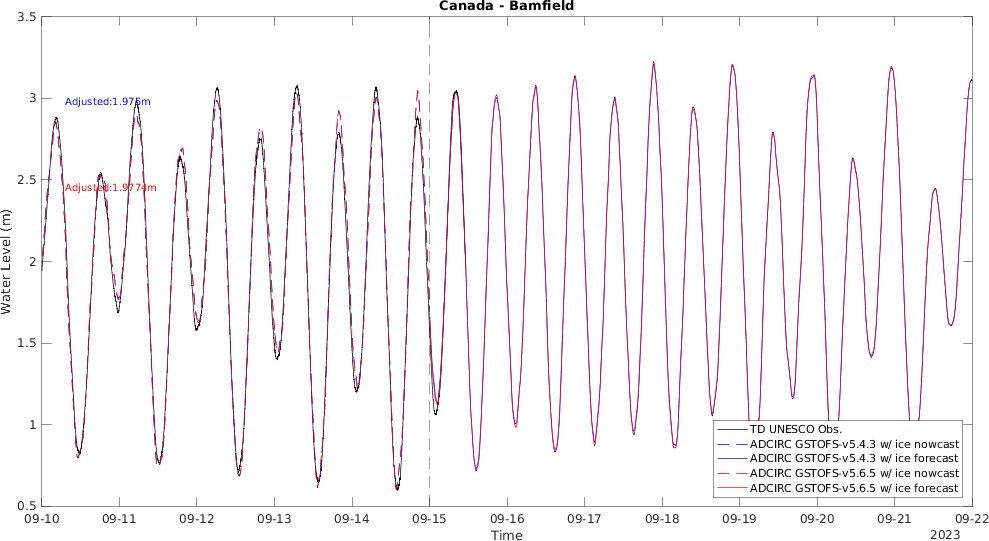 Canada - Bamfield
3.5
3
2.5
2
1.5
1
0.5
Water Level (m)
Adjusted:1.975m
Adjusted:1.9774m
TD UNESCO Obs.
ADCIRC GSTOFS-v5.4.3 w/ ice nowcast
ADCIRC GSTOFS-v5.4.3 w/ ice forecast
ADCIRC GSTOFS-v5.6.5 w/ ice nowcast
ADCIRC GSTOFS-v5.6.5 w/ ice forecast
09-10 09-11 09-12 09-13 09-14 09-15 09-16 09-17 09-18 09-19 09-20 09-21 09-22
Time
2023